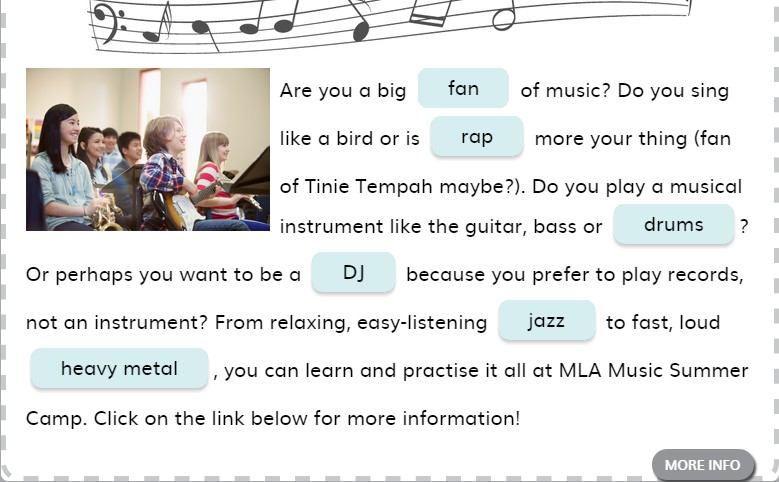 Are you a big fan of music? Do you sing
like a bird or is rap more your thing (fan
of Tinie Tempah maybe?). Do you play a musical
instrument like the guitar, bass or drums ?
Or perhaps you want to be a DJ because you prefer to play records,
not an instrument? From relaxing, easy-listening jazz to fast, loud
heavy metal , you can learn and practise it all at MLA Music Summer
Camp. Click on the link below for more information!
MORE INFO